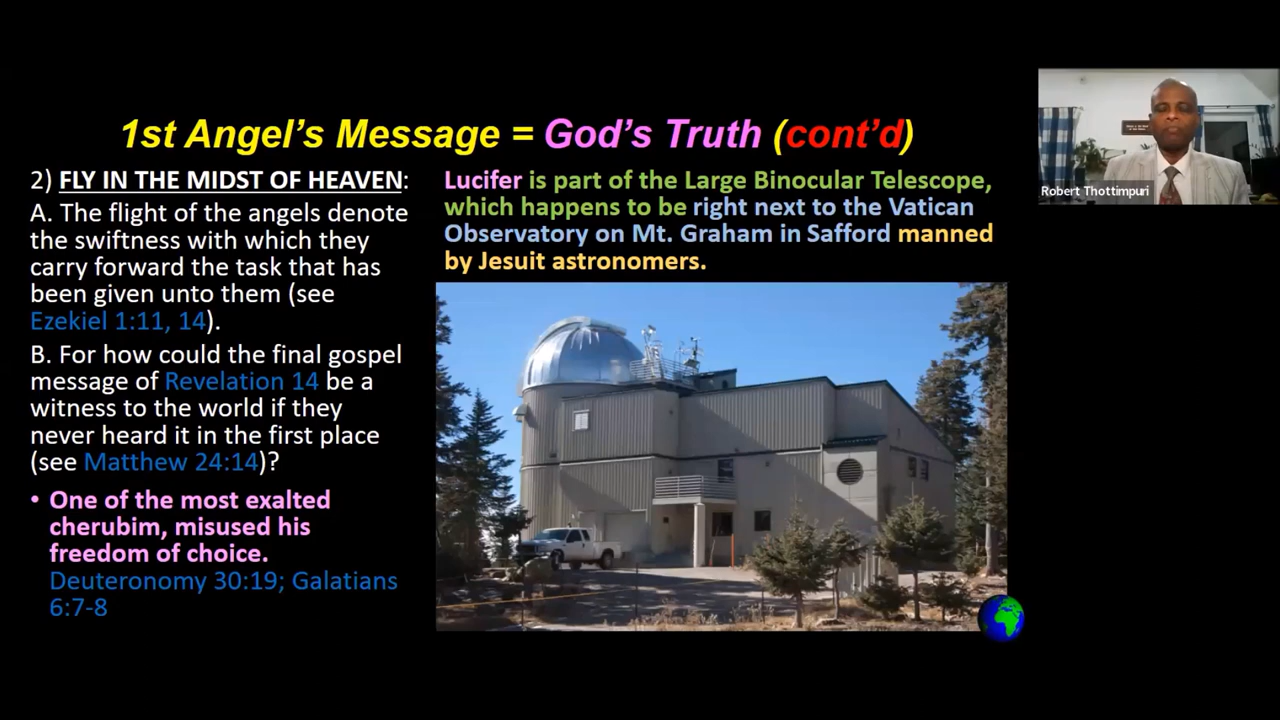 1st Angel's Message = God's Truth (cont'd)
2) FLY IN THE MIDST OF HEAVEN:
A. The flight of the angels denote
the swiftness with which they
carry forward the task that has
been given unto them (see
Ezekiel 1:11, 14).
B. For how could the final gospel
message of Revelation 14 be a
witness to the world if they
never heard it in the first place
(see Matthew 24:14)?
• One of the most exalted
cherubim, misused his
freedom of choice.
Deuteronomy 30:19; Galatians
6:7-8
Lucifer is part of the Large Binocular Telescope,
which happens to be right next to the Vatican
Observatory on Mt. Graham in Safford manned
by Jesuit astronomers.
Robert Thottimpuri